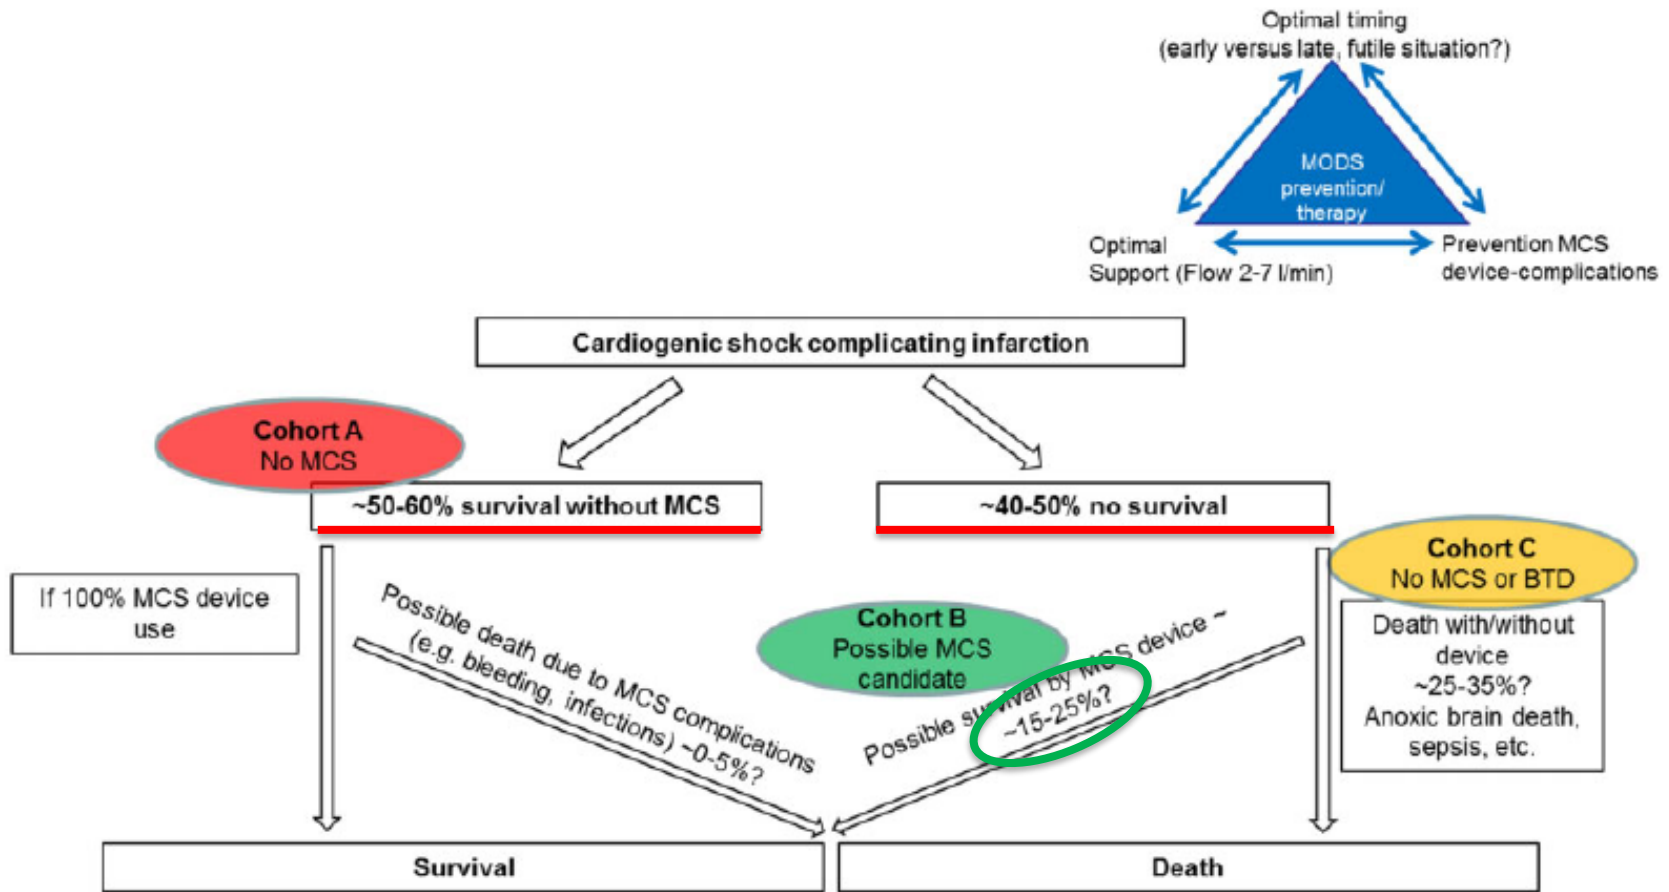 Optimal timing
(early versus late, futile situation?)
MODS
prevention/
therapy
Optimal
Support (Flow 2-7 l/min)
Prevention MCS
device-complications
Cardiogenic shock complicating infarction
Cohort A
No MCS
~50-60% survival without MCS
~40-50% no survival
Cohort C
No MCS or BTD
If 100% MCS device
use
Possible death due to MCS complications
(e.g. bleeding, infections) ~0-5%?
Cohort B
Possible MCS
candidate
Possible survival by MCS device ~
~15-25%?
Death with/without
device
~25-35%?
Anoxic brain death,
sepsis, etc.
Survival
Death